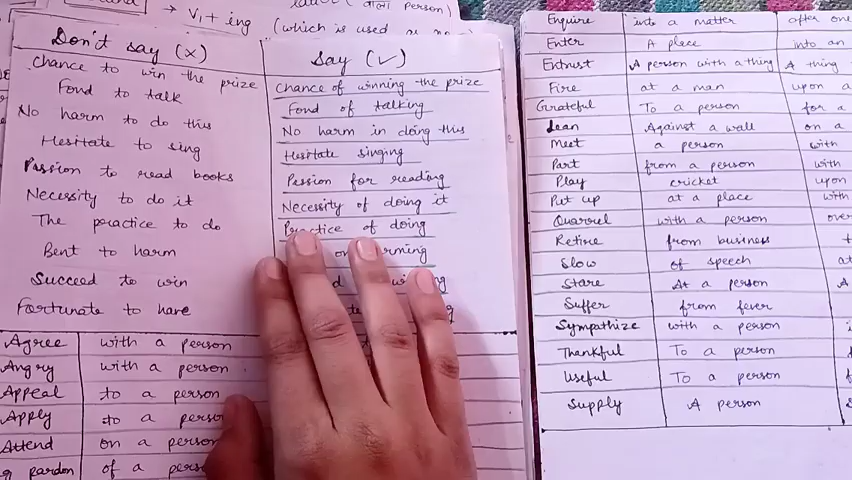 → V1 + ing
(which is used as
Don't say (X)
Say (✓)
Chance to win the prize
Chance of winning the prize
Fond to talk
Fond of talking
No harm to do this
No harm in doing this
Hesitate to sing
Hesitate singing
Passion to read books
Passion for reading
Necessity to do it
Necessity of doing it
The practice to do
Practice of doing
Bent to harm
on
Succeed to win
Fortunate to have
Agree with a person
Angry with a person
Appeal to a person
Apply to a person
Attend on a person
pardon of a
Enquire into a matter after one
Enter A place into an
Entrust A person with a thing A thing
Fire at a man upon a
Grateful To a person for a
Lean Against a wall on a
Meet a person with
Part from a person with
Play cricket upon
Put up at a place with
Quarrel with a person over
Retire from business
Slow of speech at
Stare At a person A
Suffer from fever
Sympathize with a person
Thankful To a person
Useful To a person
Supply A person